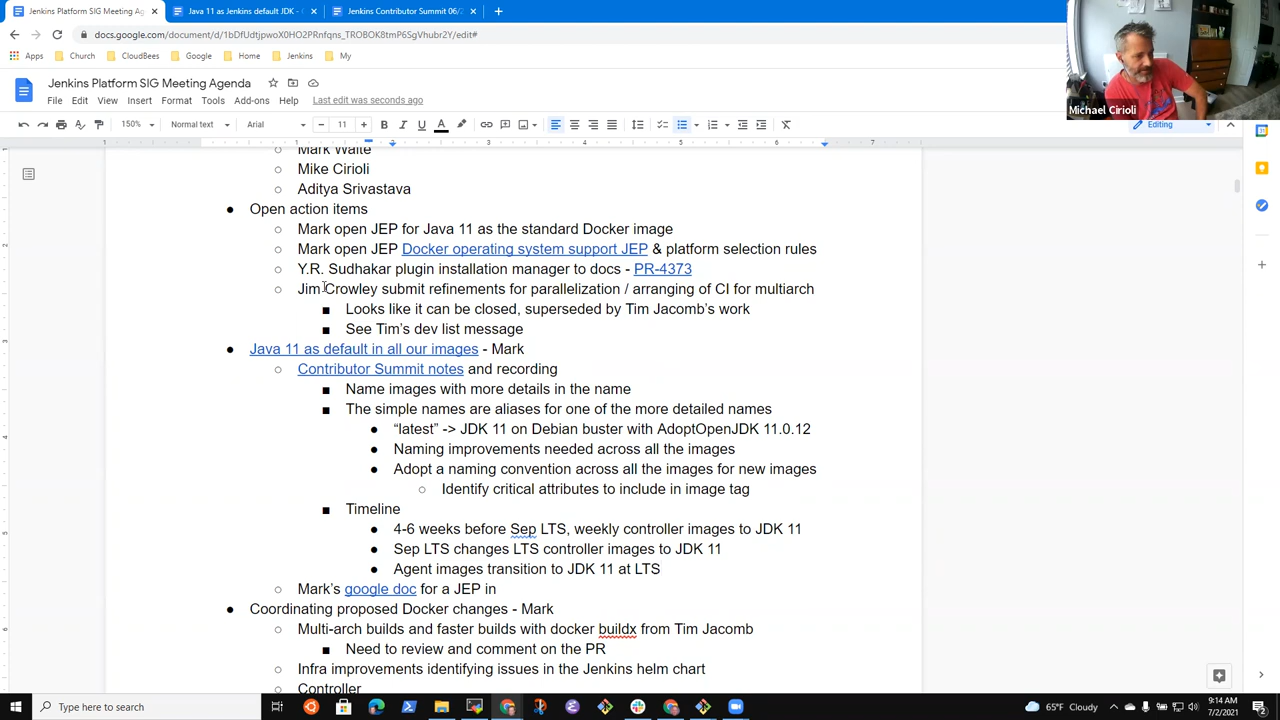 Jenkins Platform SIG Meeting Ag
Java 11 as Jenkins default JDK -
Jenkins Contributor Summit 06/
docs.google.com/document/d/1bDfUdtjpwoX0HO2PRnfqns_TROBOK8tmP6SgVhubr2Y/edit#
Apps
Church
CloudBees
Google
Home
Jenkins
My
Michael Cirioli
Jenkins Platform SIG Meeting Agenda
File Edit View Insert Format Tools Add-ons Help Last edit was seconds ago
150% Normal text Arial 11 Editing
1 1 2 3 4 5 6 7
Mark Waite
Mike Cirioli
Aditya Srivastava
Open action items
Mark open JEP for Java 11 as the standard Docker image
Mark open JEP Docker operating system support JEP & platform selection rules
Y.R. Sudhakar plugin installation manager to docs - PR-4373
Jim Crowley submit refinements for parallelization / arranging of CI for multiarch
Looks like it can be closed, superseded by Tim Jacomb's work
See Tim's dev list message
Java 11 as default in all our images - Mark
Contributor Summit notes and recording
Name images with more details in the name
The simple names are aliases for one of the more detailed names
“latest” -> JDK 11 on Debian buster with AdoptOpenJDK 11.0.12
Naming improvements needed across all the images
Adopt a naming convention across all the images for new images
Identify critical attributes to include in image tag
Timeline
4-6 weeks before Sep LTS, weekly controller images to JDK 11
Sep LTS changes LTS controller images to JDK 11
Agent images transition to JDK 11 at LTS
Mark's google doc for a JEP in
Coordinating proposed Docker changes - Mark
Multi-arch builds and faster builds with docker buildx from Tim Jacomb
Need to review and comment on the PR
Infra improvements identifying issues in the Jenkins helm chart
Controller
Type here to search
65°F Cloudy
9:14 AM
7/2/2021
2